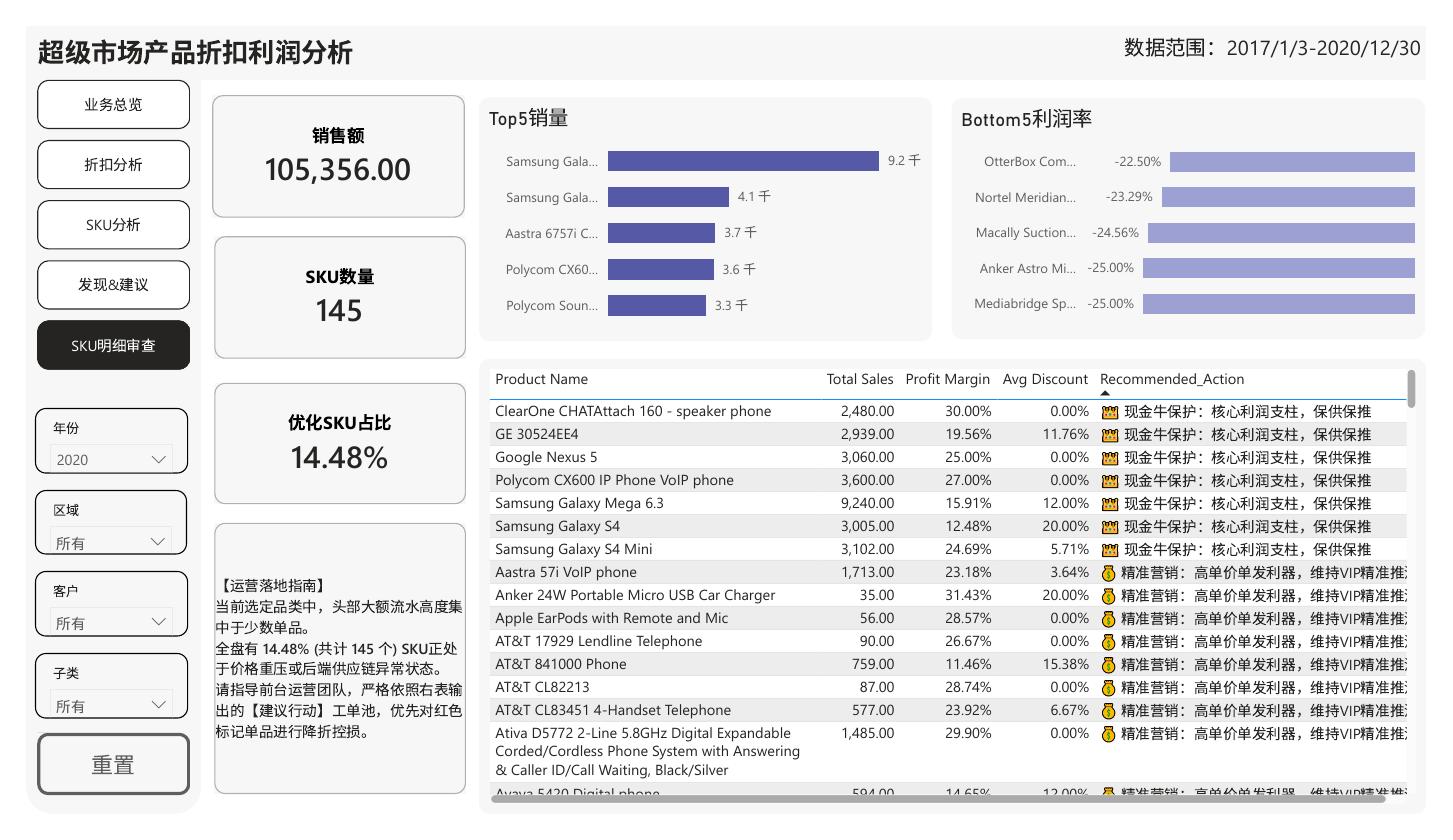 超级市场产品折扣利润分析
数据范围：2017/1/3-2020/12/30
业务总览
折扣分析
SKU分析
发现&建议
SKU明细审查
年份
2020
区域
所有
客户
所有
子类
所有
重置
销售额
105,356.00
SKU数量
145
优化SKU占比
14.48%
【运营落地指南】
当前选定品类中，头部大额流水高度集
中于少数单品。
全盘有 14.48% (共计 145 个) SKU正处
于价格重压或后端供应链异常状态。
请指导前台运营团队，严格依照右表输
出的【建议行动】工单池，优先对红色
标记单品进行降折控损。
Top5销量
Samsung Gala... 9.2 千
Samsung Gala... 4.1 千
Aastra 6757i C... 3.7 千
Polycom CX60... 3.6 千
Polycom Soun... 3.3 千
Bottom5利润率
OtterBox Com... -22.50%
Nortel Meridian... -23.29%
Macally Suction... -24.56%
Anker Astro Mi... -25.00%
Mediabridge Sp... -25.00%
Product Name Total Sales Profit Margin Avg Discount Recommended_Action
ClearOne CHATAttach 160 - speaker phone 2,480.00 30.00% 0.00% 现金牛保护：核心利润支柱，保供保推
GE 30524EE4 2,939.00 19.56% 11.76% 现金牛保护：核心利润支柱，保供保推
Google Nexus 5 3,060.00 25.00% 0.00% 现金牛保护：核心利润支柱，保供保推
Polycom CX600 IP Phone VoIP phone 3,600.00 27.00% 0.00% 现金牛保护：核心利润支柱，保供保推
Samsung Galaxy Mega 6.3 9,240.00 15.91% 12.00% 现金牛保护：核心利润支柱，保供保推
Samsung Galaxy S4 3,005.00 12.48% 20.00% 现金牛保护：核心利润支柱，保供保推
Samsung Galaxy S4 Mini 3,102.00 24.69% 5.71% 现金牛保护：核心利润支柱，保供保推
Aastra 57i VoIP phone 1,713.00 23.18% 3.64% 精准营销：高单价单发利器，维持VIP精准推
Anker 24W Portable Micro USB Car Charger 35.00 31.43% 20.00% 精准营销：高单价单发利器，维持VIP精准推
Apple EarPods with Remote and Mic 56.00 28.57% 0.00% 精准营销：高单价单发利器，维持VIP精准推
AT&T 17929 Lendline Telephone 90.00 26.67% 0.00% 精准营销：高单价单发利器，维持VIP精准推
AT&T 841000 Phone 759.00 11.46% 15.38% 精准营销：高单价单发利器，维持VIP精准推
AT&T CL82213 87.00 28.74% 0.00% 精准营销：高单价单发利器，维持VIP精准推
AT&T CL83451 4-Handset Telephone 577.00 23.92% 6.67% 精准营销：高单价单发利器，维持VIP精准推
Ativa D5772 2-Line 5.8GHz Digital Expandable 1,485.00 29.90% 0.00% 精准营销：高单价单发利器，维持VIP精准推
Corded/Cordless Phone System with Answering
& Caller ID/Call Waiting, Black/Silver
Avaya 5420 Digital phone 594.00 14.65% 12.00% 精准营销：高单价单发利器，维持VIP精准推